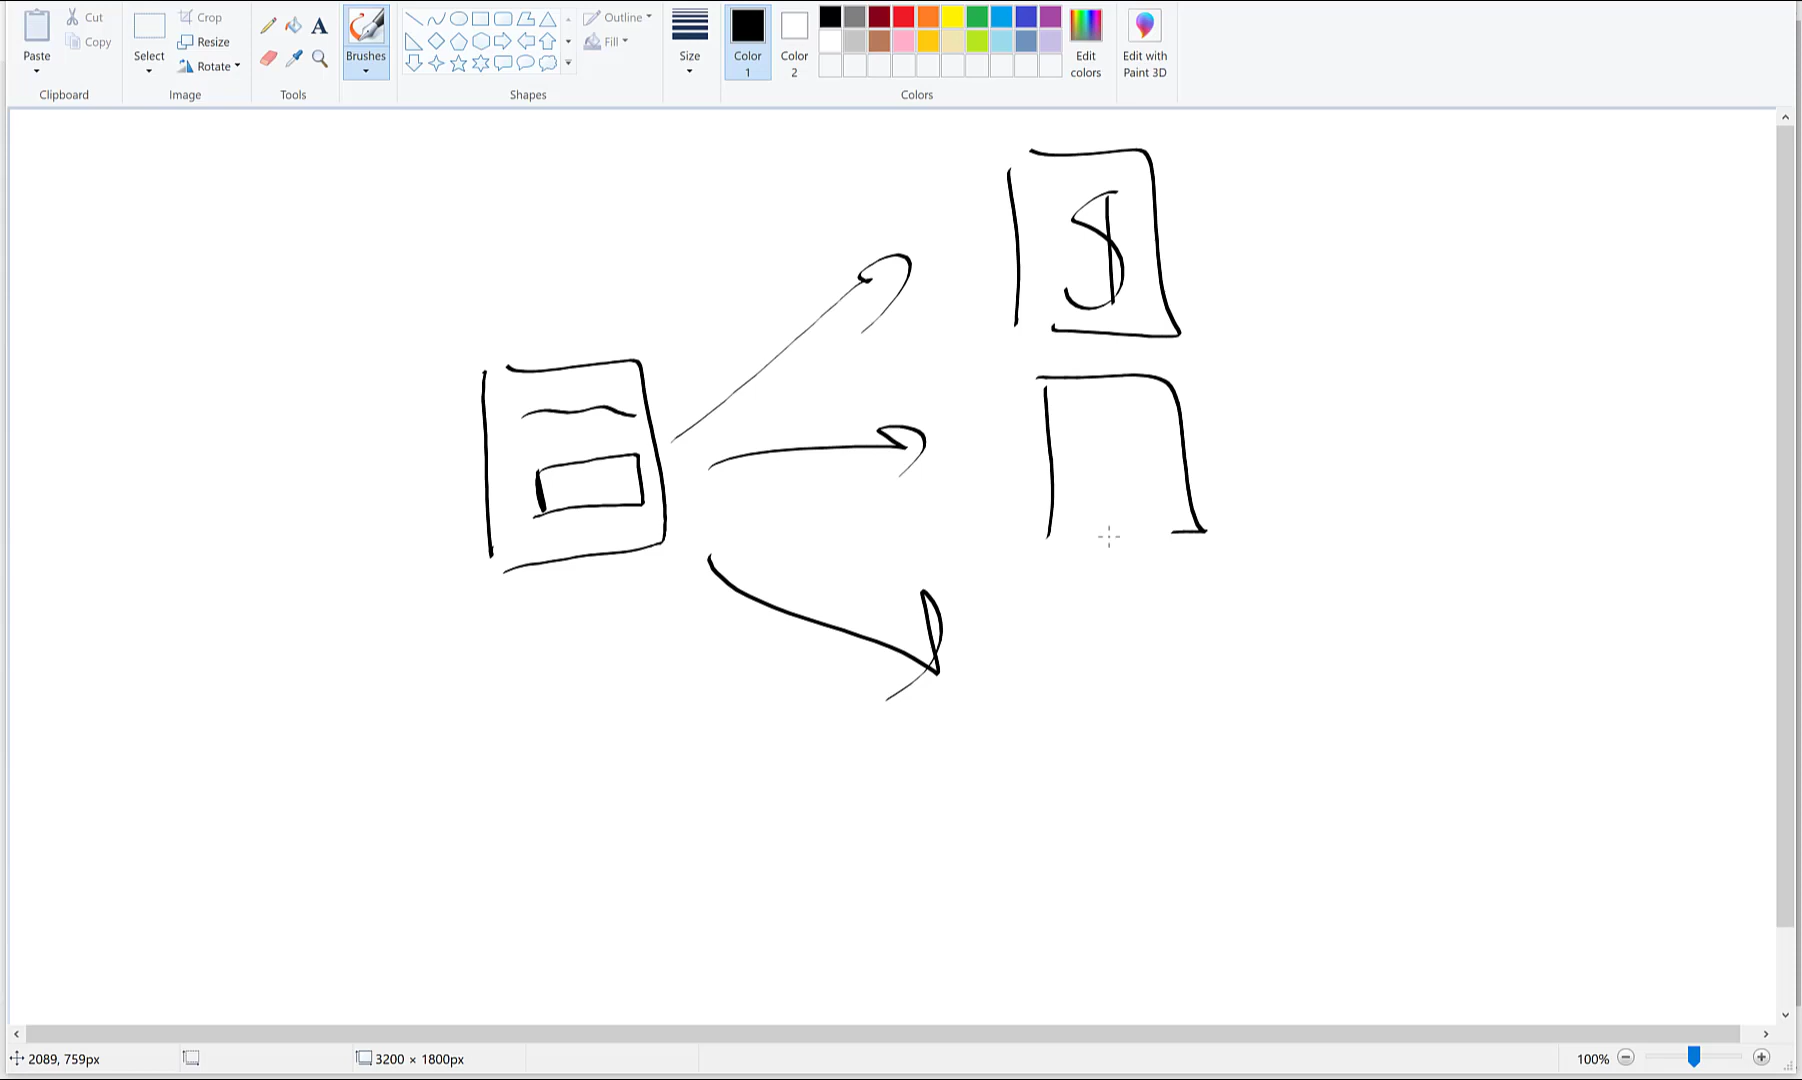 Paste
Cut
Copy
Clipboard
Select
Crop
Resize
Rotate
Image
Tools
Brushes
Outline
Fill
Shapes
Size
Color
1
Color
2
Edit
colors
Colors
Edit with
Paint 3D
$
2089, 759px
3200 × 1800px
100%